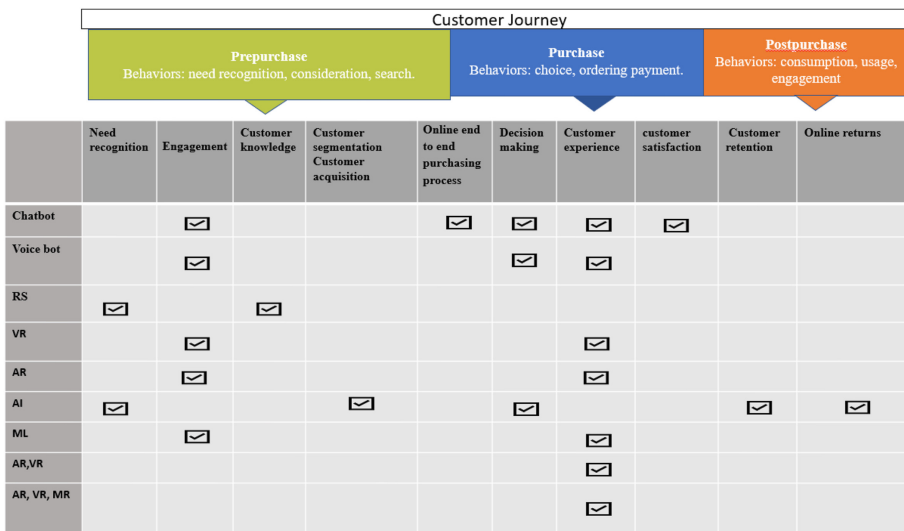 Customer Journey
Prepurchase
Behaviors: need recognition, consideration, search.
Purchase
Behaviors: choice, ordering payment.
Postpurchase
Behaviors: consumption, usage,
engagement
Need
recognition
Engagement
Customer
knowledge
Customer
segmentation
Customer
acquisition
Online end
to end
purchasing
process
Decision
making
Customer
experience
customer
satisfaction
Customer
retention
Online returns
Chatbot
Voice bot
RS
VR
AR
AI
ML
AR,VR
AR, VR, MR